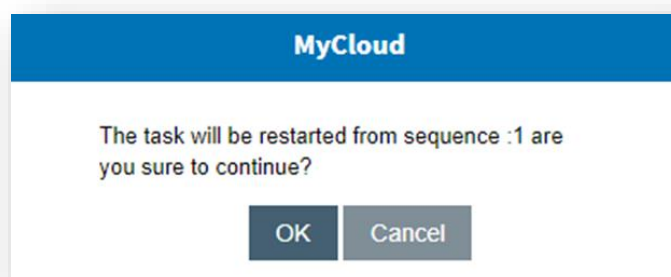 MyCloud
The task will be restarted from sequence :1 are
you sure to continue?
OK Cancel